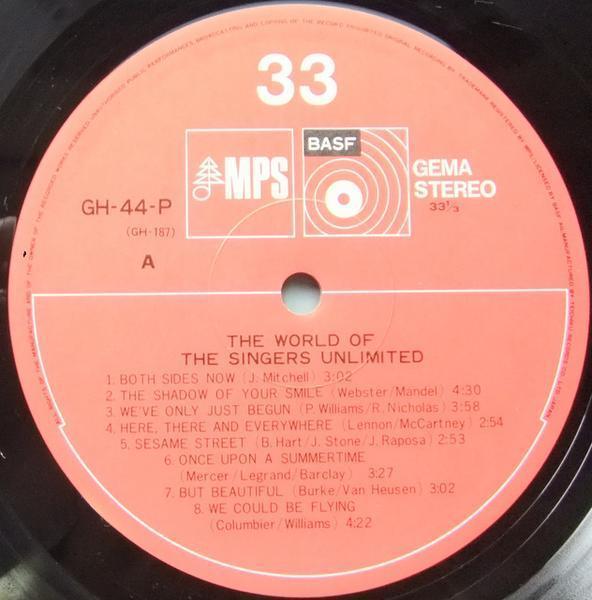 33
MPS
BASF
GEMA
STEREO
33⅓
GH-44-P
(GH-187)
A
THE WORLD OF
THE SINGERS UNLIMITED
1. BOTH SIDES NOW (J. Mitchell) 3:02
2. THE SHADOW OF YOUR SMILE (Webster/Mandel) 4:30
3. WE'VE ONLY JUST BEGUN (P. Williams/R. Nicholas) 3:58
4. HERE, THERE AND EVERYWHERE (Lennon/McCartney) 2:54
5. SESAME STREET (B. Hart/J. Stone/J. Raposa) 2:53
6. ONCE UPON A SUMMERTIME
(Mercer/Legrand/Barclay) 3:27
7. BUT BEAUTIFUL (Burke/Van Heusen) 3:02
8. WE COULD BE FLYING
(Columbier/Williams) 4:22